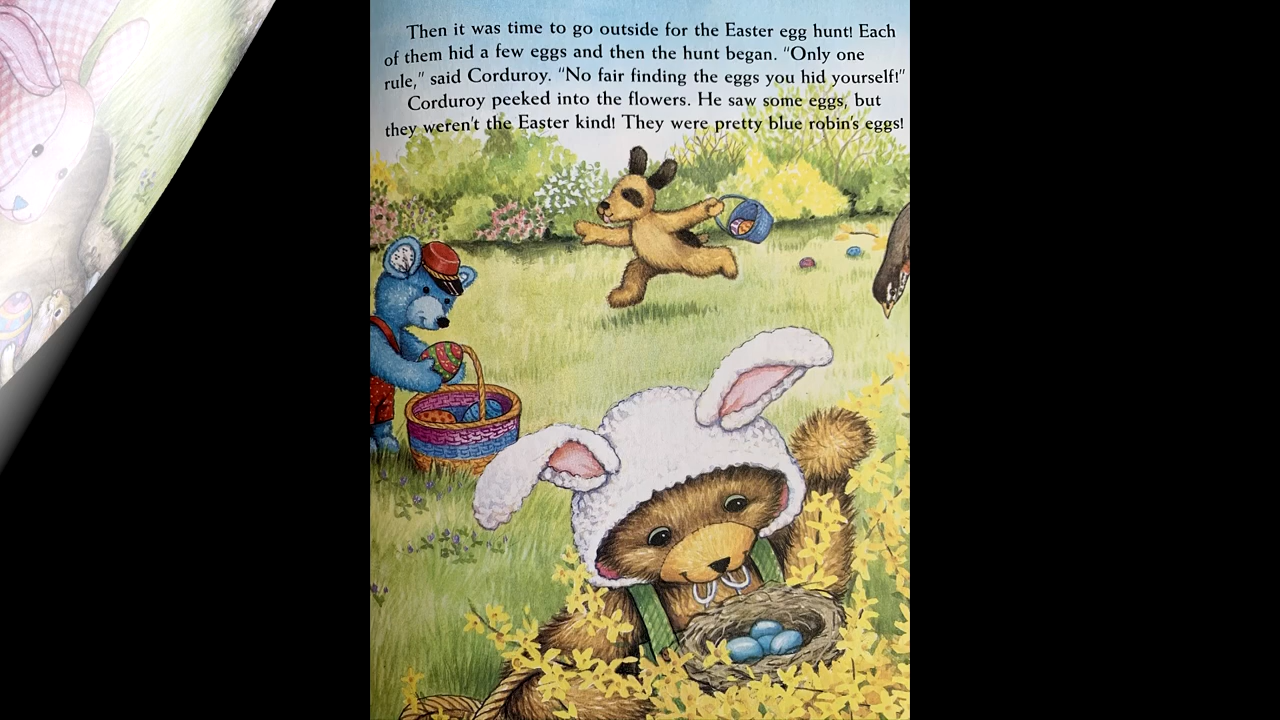 Then it was time to go outside for the Easter egg hunt! Each
of them hid a few eggs and then the hunt began. "Only one
rule," said Corduroy. "No fair finding the eggs you hid yourself!"
Corduroy peeked into the flowers. He saw some eggs, but
they weren't the Easter kind! They were pretty blue robin's eggs!